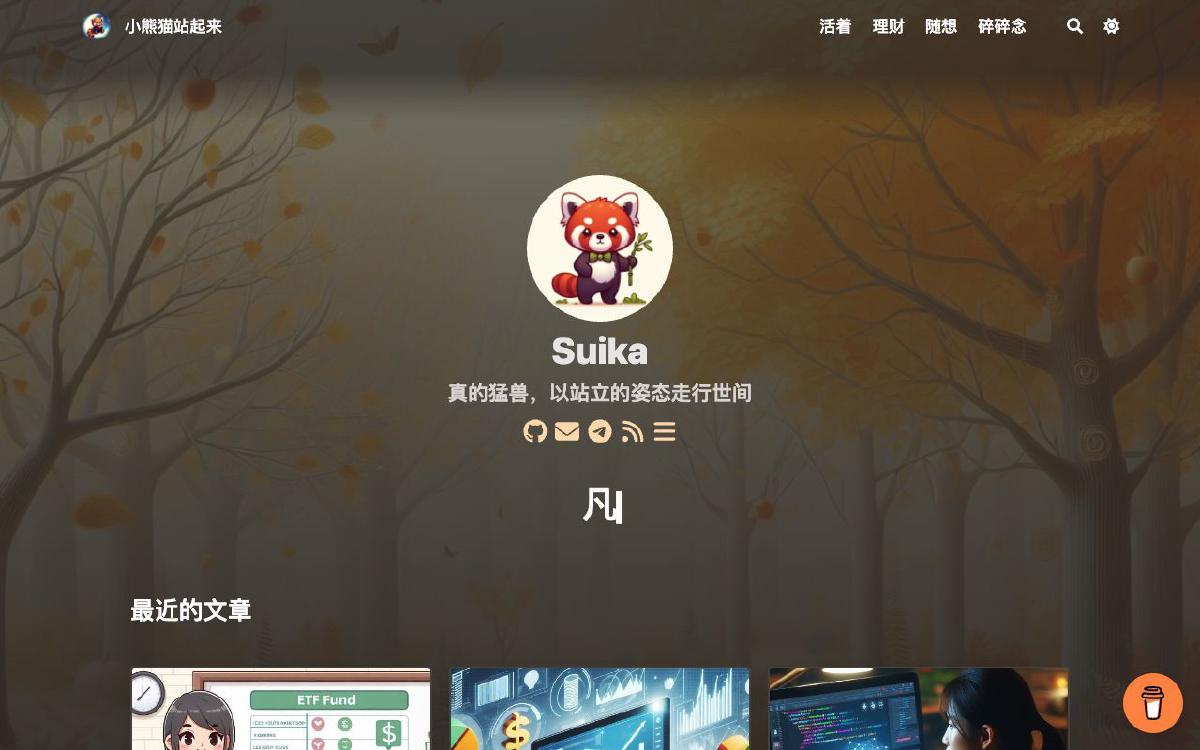 小熊猫站起来
活着 理财 随想 碎碎念
Suika
真的猛兽，以站立的姿态走行世间
凡
最近的文章
ETF Fund